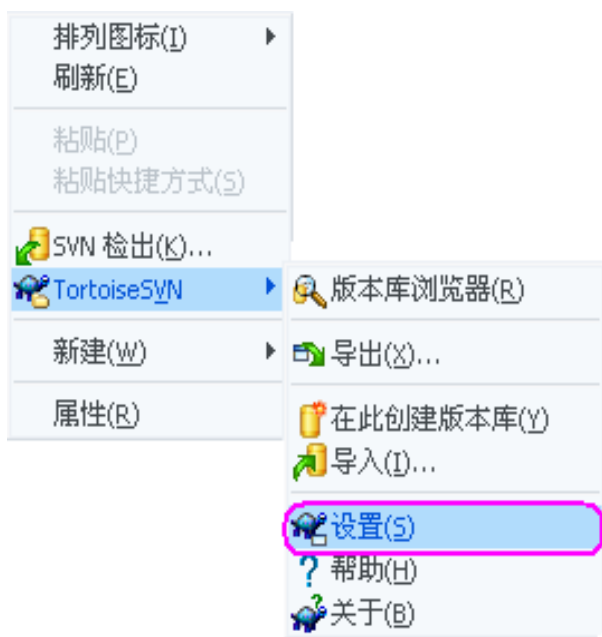 排列图标(I)
刷新(E)
粘贴(P)
粘贴快捷方式(S)
SVN 检出(K)...
TortoiseSVN
新建(W)
属性(R)
版本库浏览器(R)
导出(X)...
在此创建版本库(Y)
导入(I)...
设置(S)
帮助(H)
关于(B)